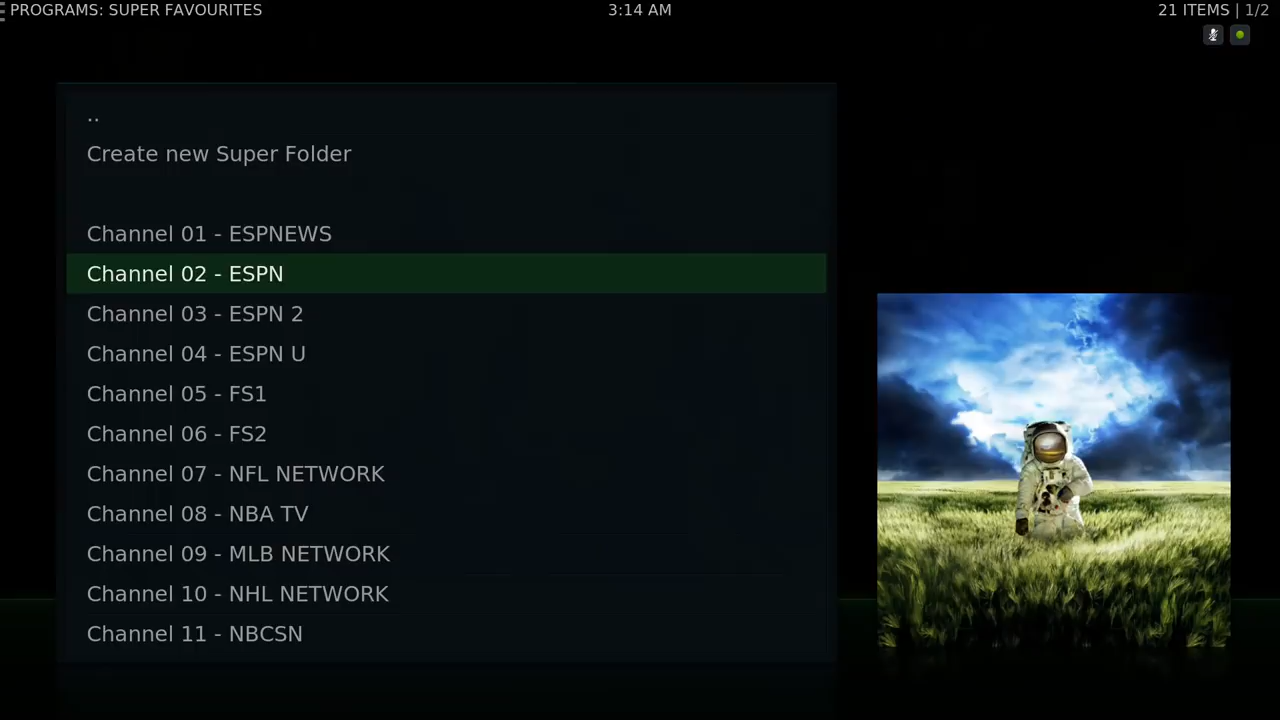 PROGRAMS: SUPER FAVOURITES
3:14 AM
21 ITEMS | 1/2
..
Create new Super Folder
Channel 01 - ESPNEWS
Channel 02 - ESPN
Channel 03 - ESPN 2
Channel 04 - ESPN U
Channel 05 - FS1
Channel 06 - FS2
Channel 07 - NFL NETWORK
Channel 08 - NBA TV
Channel 09 - MLB NETWORK
Channel 10 - NHL NETWORK
Channel 11 - NBCSN